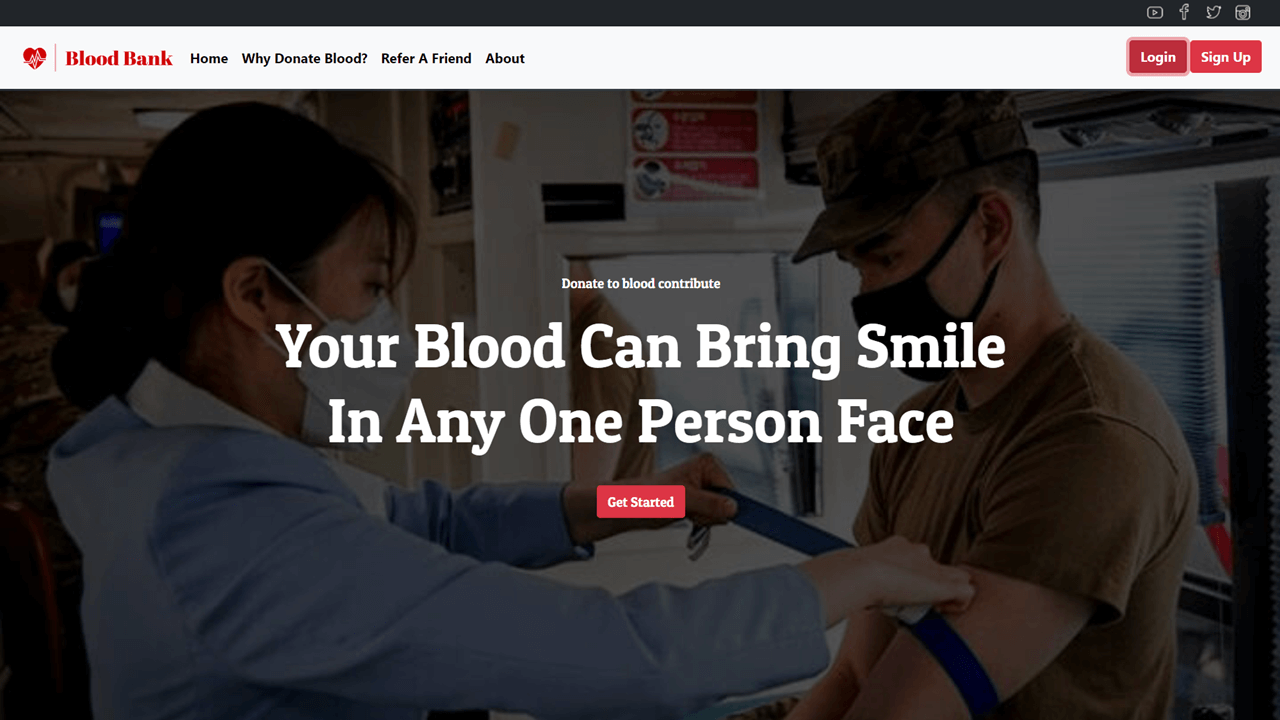 Blood Bank
Home
Why Donate Blood?
Refer A Friend
About
Login
Sign Up
Donate to blood contribute
Your Blood Can Bring Smile
In Any One Person Face
Get Started